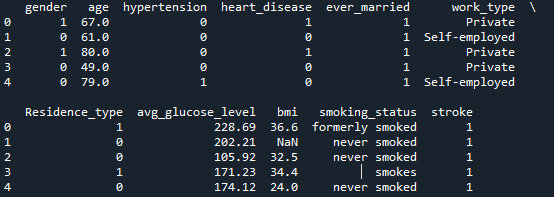 gender age hypertension heart_disease ever_married work_type \
0 1 67.0 0 1 1 Private
1 0 61.0 0 0 1 Self-employed
2 1 80.0 0 1 1 Private
3 0 49.0 0 0 1 Private
4 0 79.0 1 0 1 Self-employed
Residence_type avg_glucose_level bmi smoking_status stroke
0 1 228.69 36.6 formerly smoked 1
1 0 202.21 NaN never smoked 1
2 0 105.92 32.5 never smoked 1
3 1 171.23 34.4 smokes 1
4 0 174.12 24.0 never smoked 1